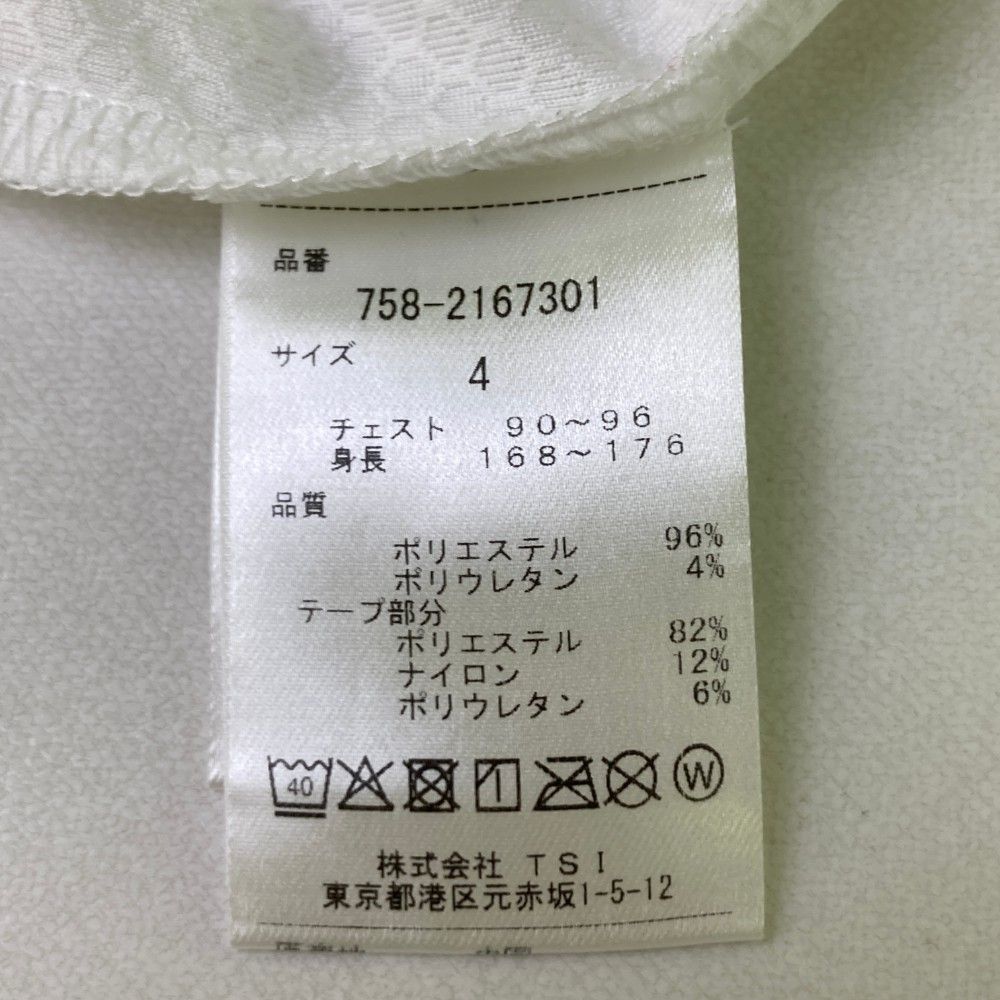 品番
758-2167301
サイズ
4
チェスト 90〜96
身長 168〜176
品質
ポリエステル 96%
ポリウレタン 4%
テープ部分
ポリエステル 82%
ナイロン 12%
ポリウレタン 6%
40
W
株式会社 TSI
東京都港区元赤坂1-5-12